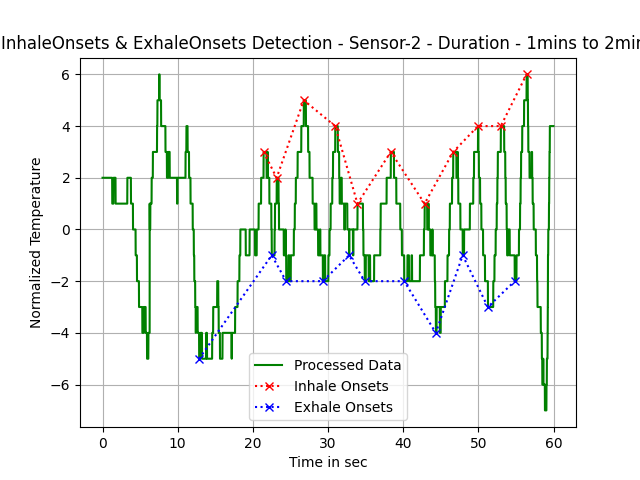 InhaleOnsets & ExhaleOnsets Detection - Sensor-2 - Duration - 1mins to 2min
6
4
2
0
−2
−4
−6
Normalized Temperature
Processed Data
Inhale Onsets
Exhale Onsets
0 10 20 30 40 50 60
Time in sec